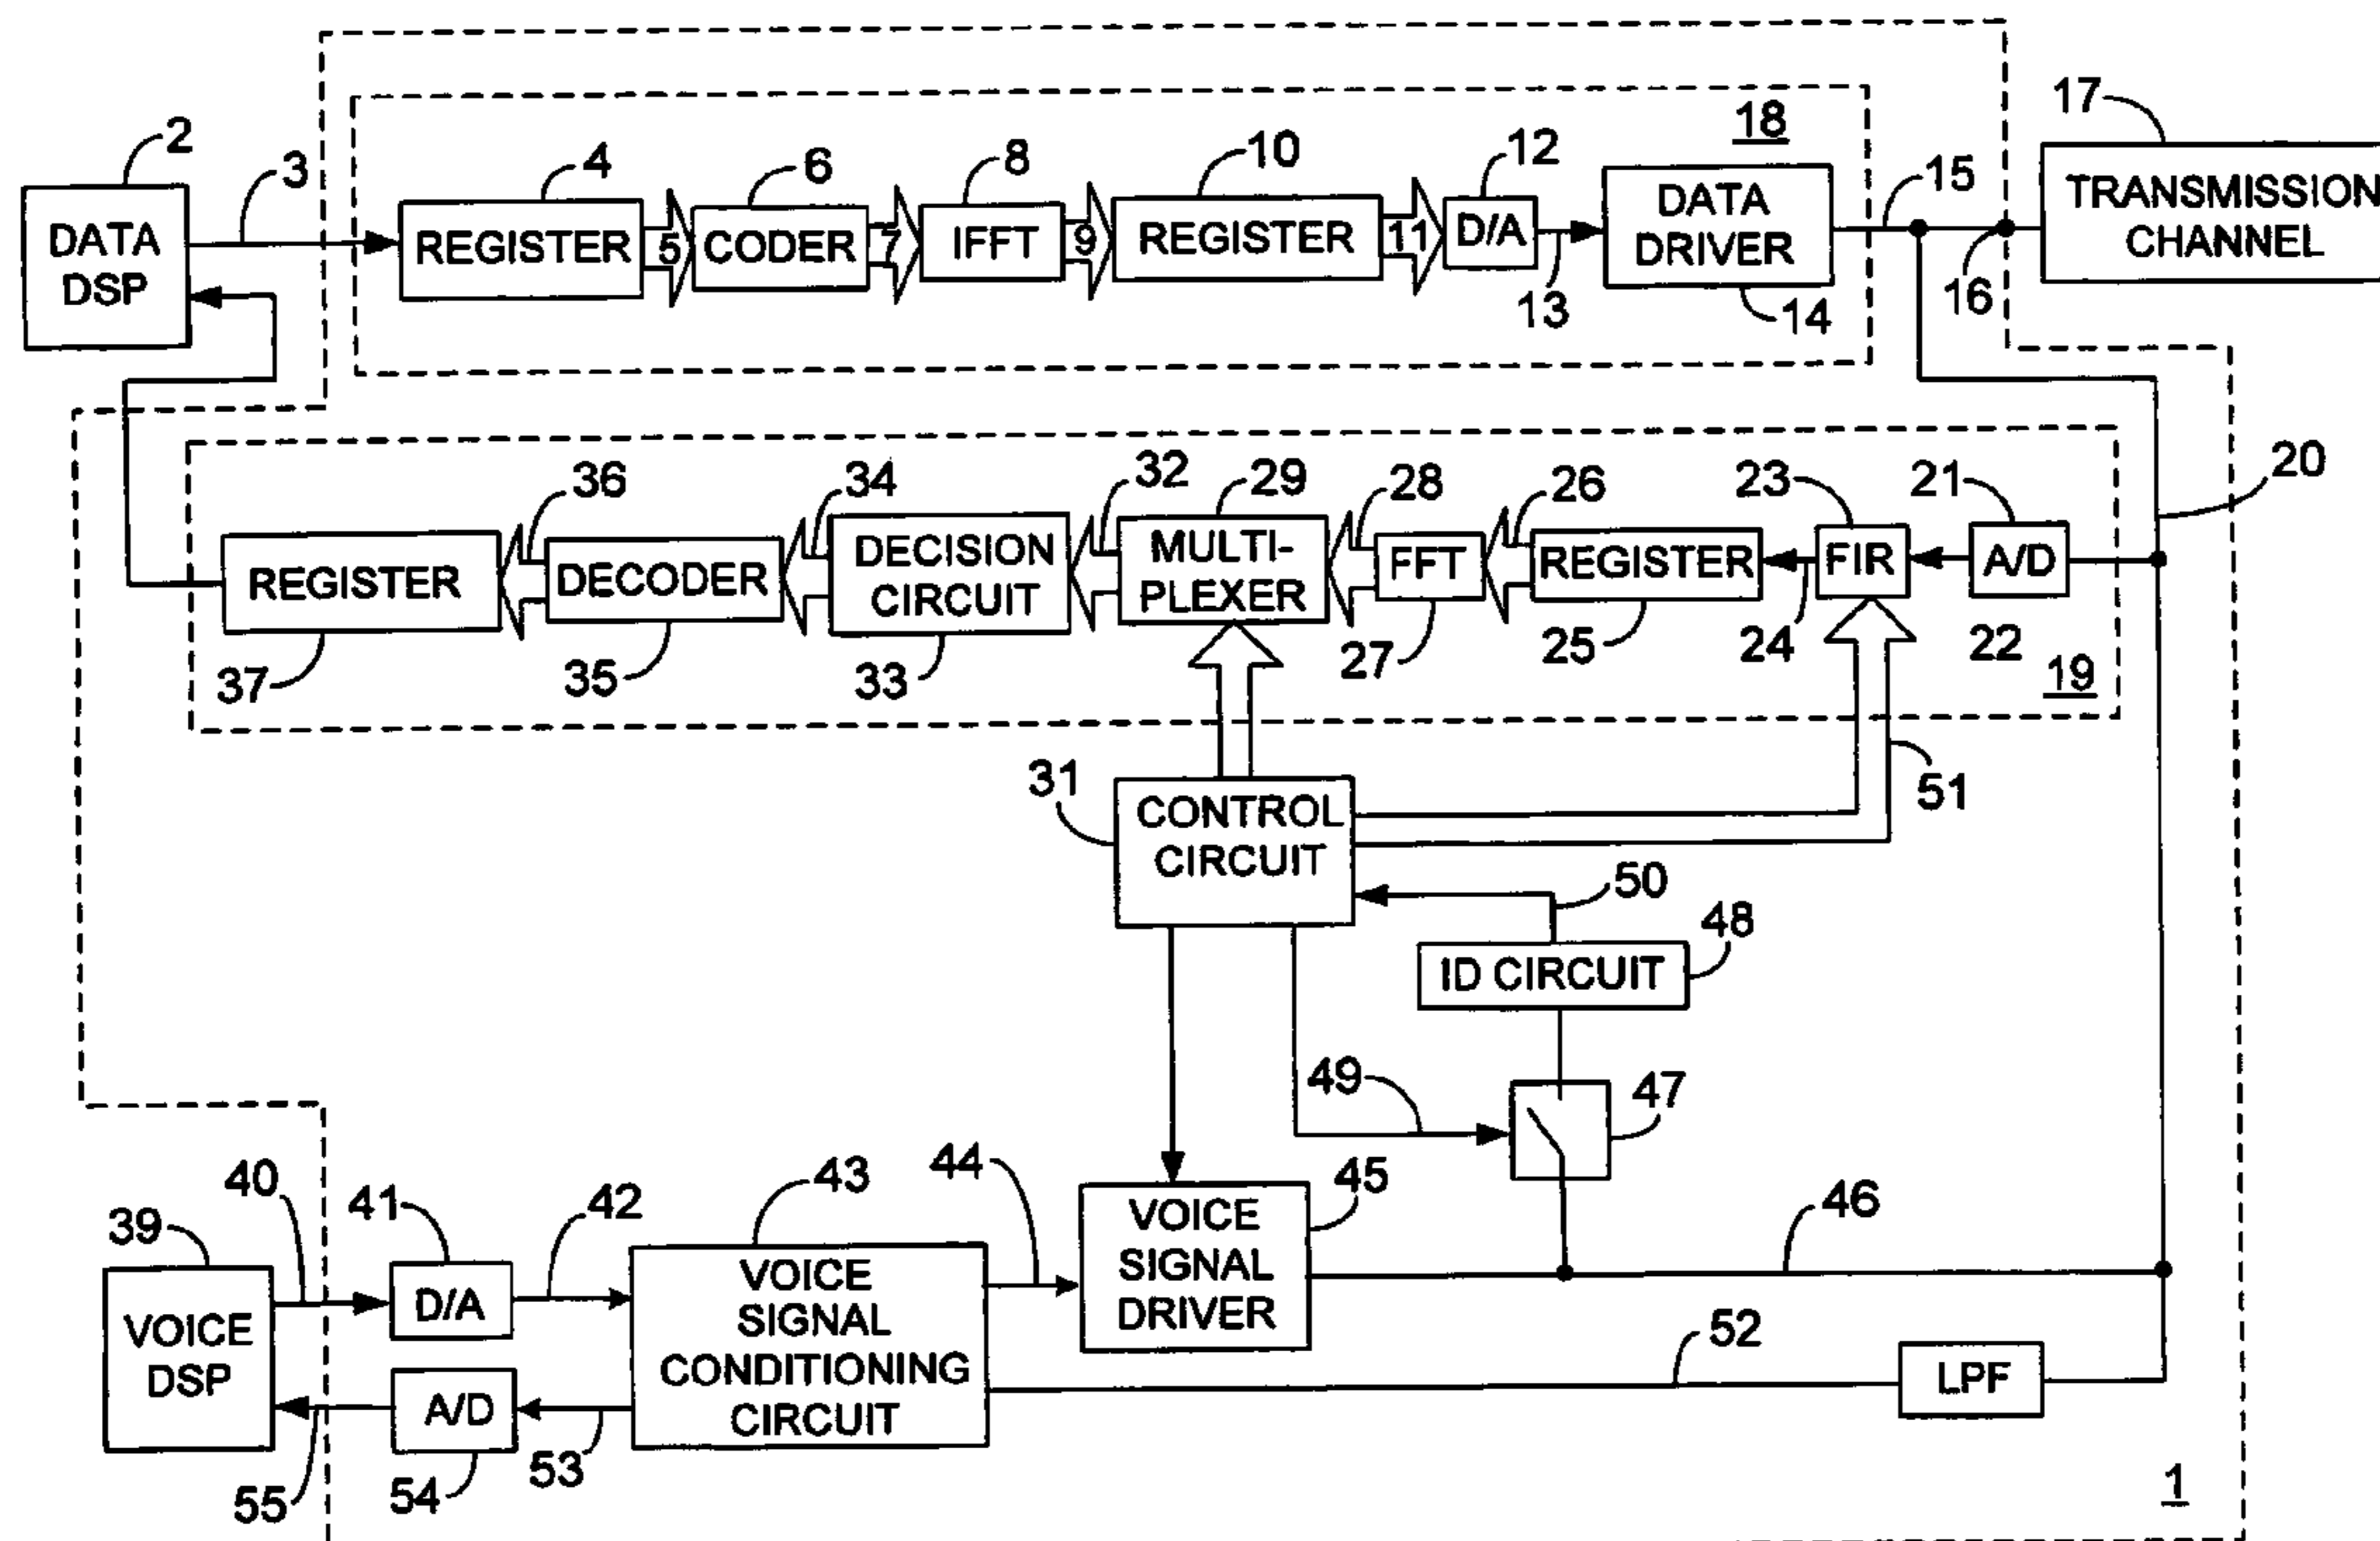 2
3
4
6
8
10
12
18
17
DATA
DSP
REGISTER
5
CODER
7
IFFT
9
REGISTER
11
D/A
13
DATA
DRIVER
14
15
16
TRANSMISSION
CHANNEL
36
34
32
29
28
26
23
21
20
REGISTER
DECODER
DECISION
CIRCUIT
MULTI-
PLEXER
FFT
REGISTER
FIR
A/D
37
35
33
27
25
24
22
19
31
CONTROL
CIRCUIT
51
50
48
ID CIRCUIT
49
47
39
40
41
42
43
44
45
46
VOICE
DSP
D/A
A/D
VOICE
SIGNAL
CONDITIONING
CIRCUIT
VOICE
SIGNAL
DRIVER
52
LPF
55
54
53
1